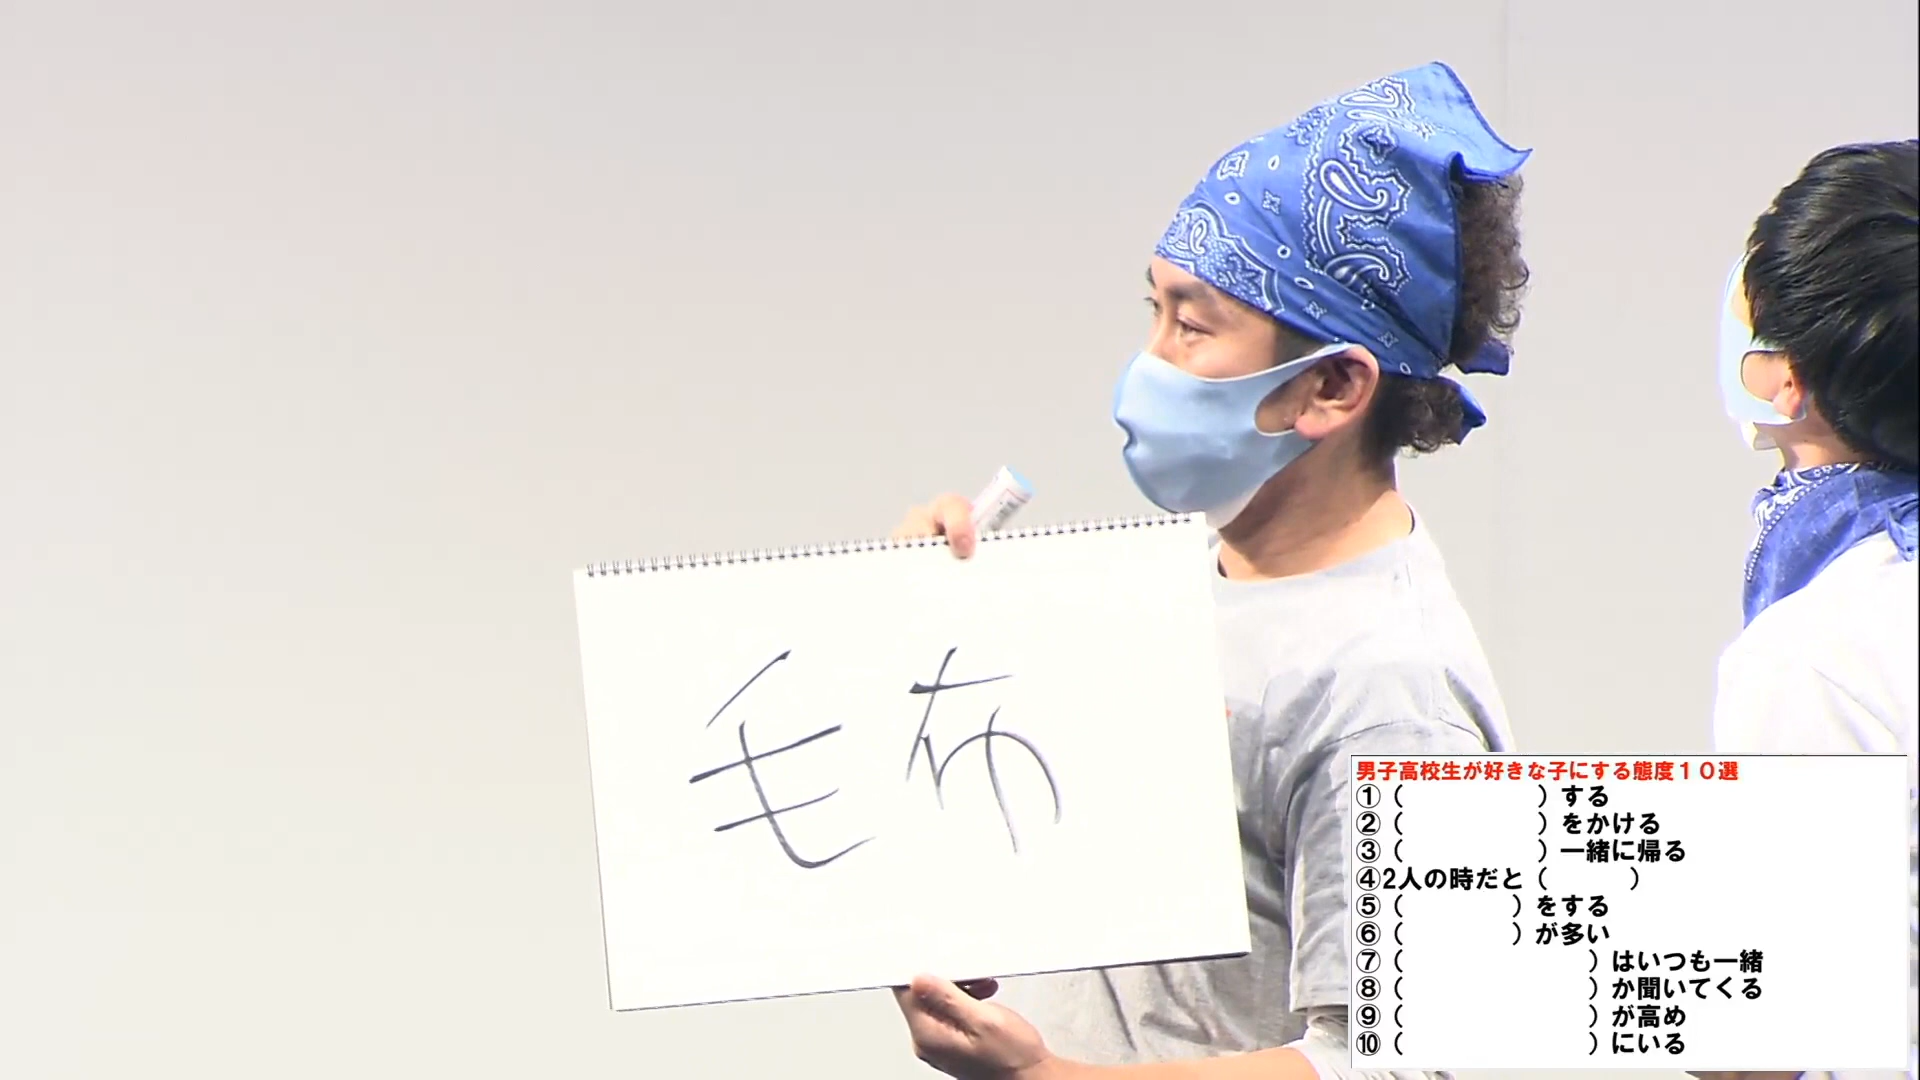 毛布
男子高校生が好きな子にする態度10選
①（　　　　　）する
②（　　　　　）をかける
③（　　　　　）一緒に帰る
④2人の時だと（　　　）
⑤（　　　　）をする
⑥（　　　　）が多い
⑦（　　　　　　　）はいつも一緒
⑧（　　　　　　　）か聞いてくる
⑨（　　　　　　　）が高め
⑩（　　　　　　　）にいる